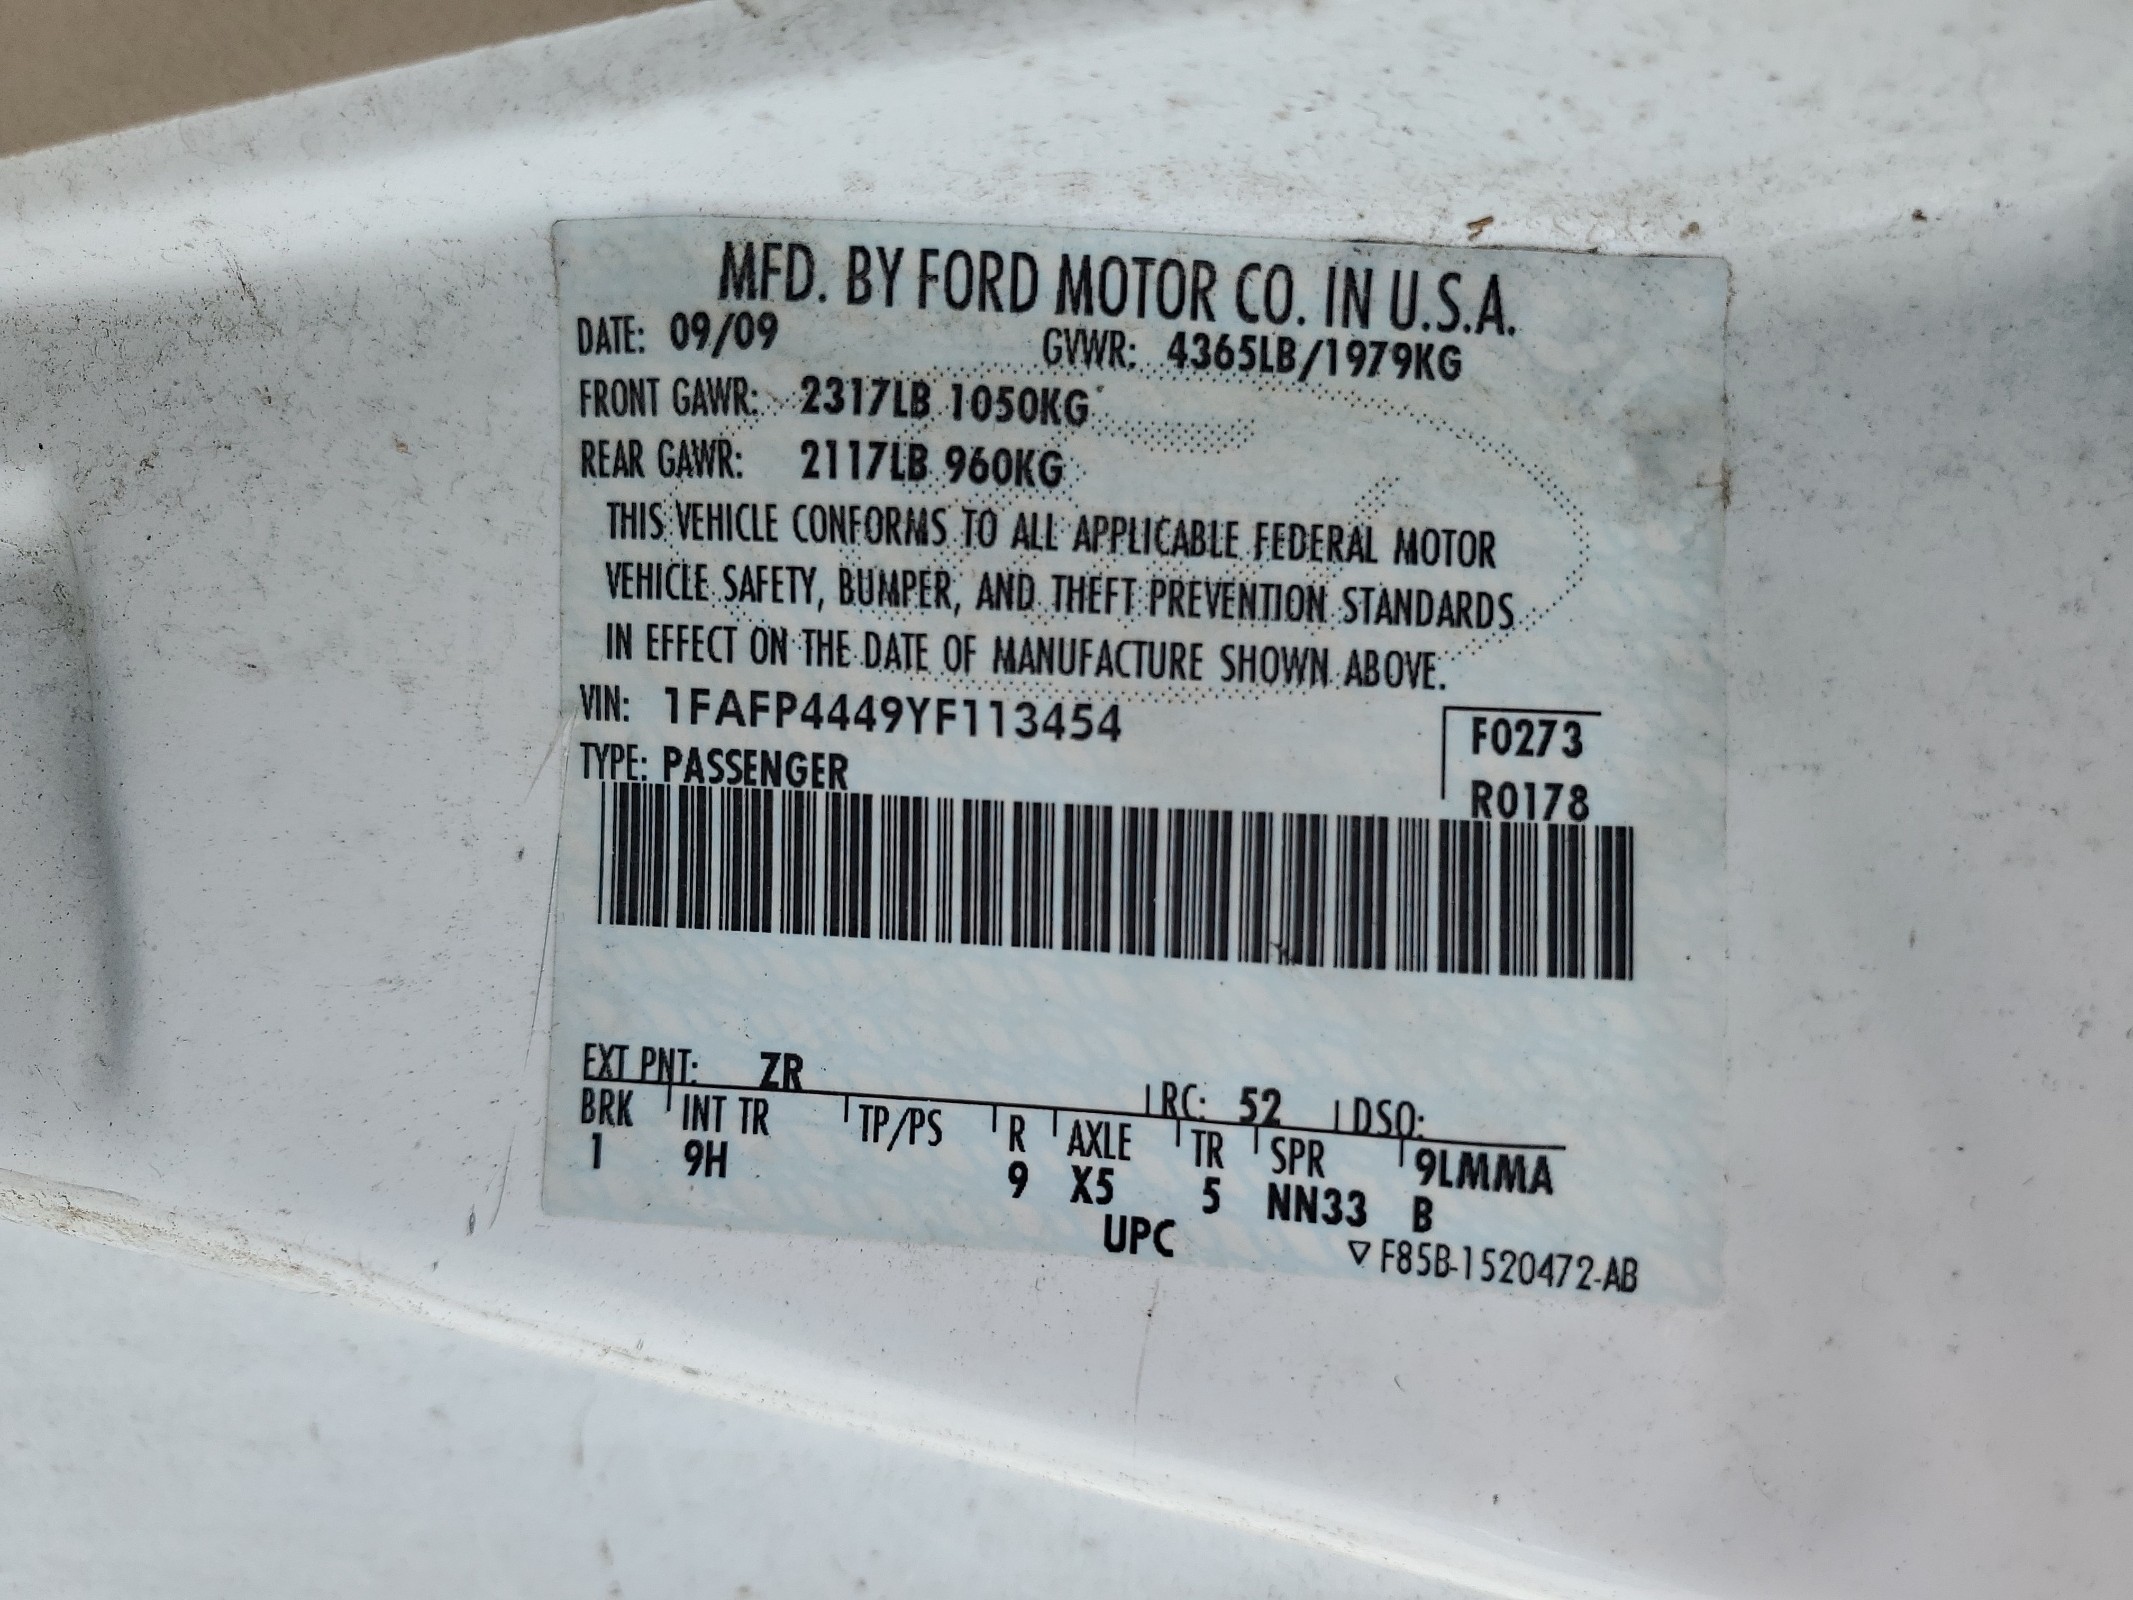 MFD. BY FORD MOTOR CO. IN U.S.A.
DATE: 09/09 GVWR: 4365LB/1979KG
FRONT GAWR: 2317LB 1050KG
REAR GAWR: 2117LB 960KG
THIS VEHICLE CONFORMS TO ALL APPLICABLE FEDERAL MOTOR
VEHICLE SAFETY, BUMPER, AND THEFT PREVENTION STANDARDS
IN EFFECT ON THE DATE OF MANUFACTURE SHOWN ABOVE.
VIN: 1FAFP4449YF113454 F0273
TYPE: PASSENGER R0178
EXT PNT: ZR RC: 52 DSO:
BRK INT TR TP/PS R AXLE TR SPR 9LMMA
1 9H 9 X5 5 NN33 B
UPC ▽ F85B-1520472-AB